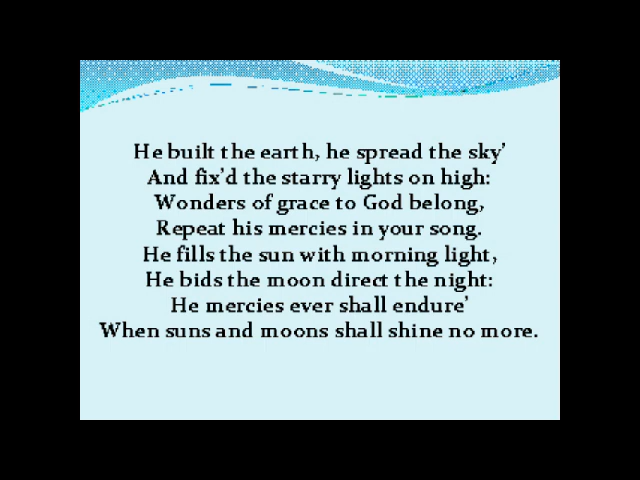 He built the earth, he spread the sky’
And fix’d the starry lights on high:
Wonders of grace to God belong,
Repeat his mercies in your song.
He fills the sun with morning light,
He bids the moon direct the night:
He mercies ever shall endure’
When suns and moons shall shine no more.